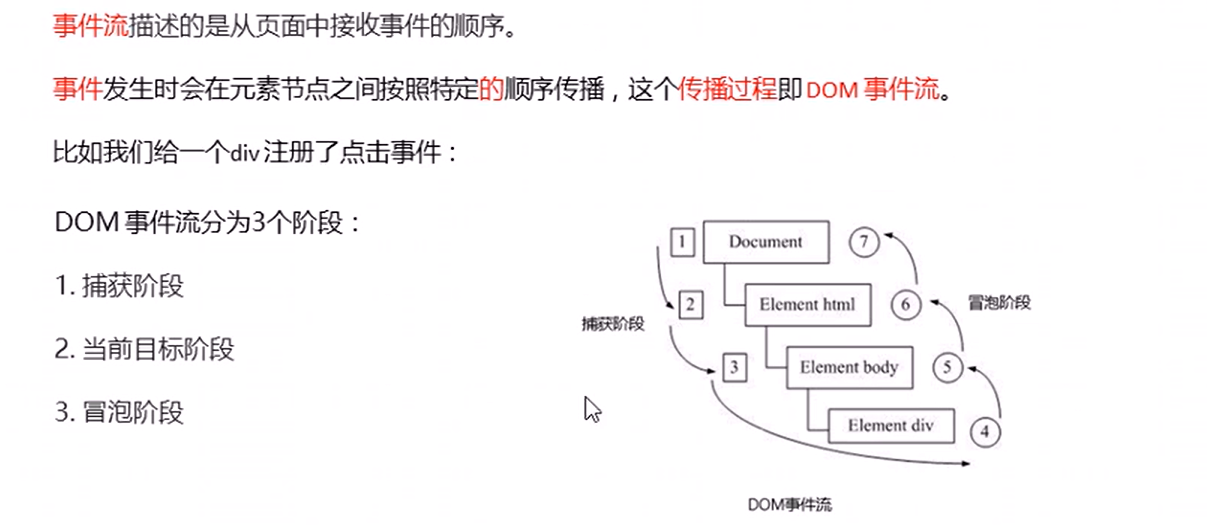 事件流描述的是从页面中接收事件的顺序。
事件发生时会在元素节点之间按照特定的顺序传播，这个传播过程即 DOM 事件流。
比如我们给一个div 注册了点击事件：
DOM 事件流分为3个阶段：
1. 捕获阶段
2. 当前目标阶段
3. 冒泡阶段
1 Document 7
2 Element html 6
捕获阶段
冒泡阶段
3 Element body 5
Element div 4
DOM事件流